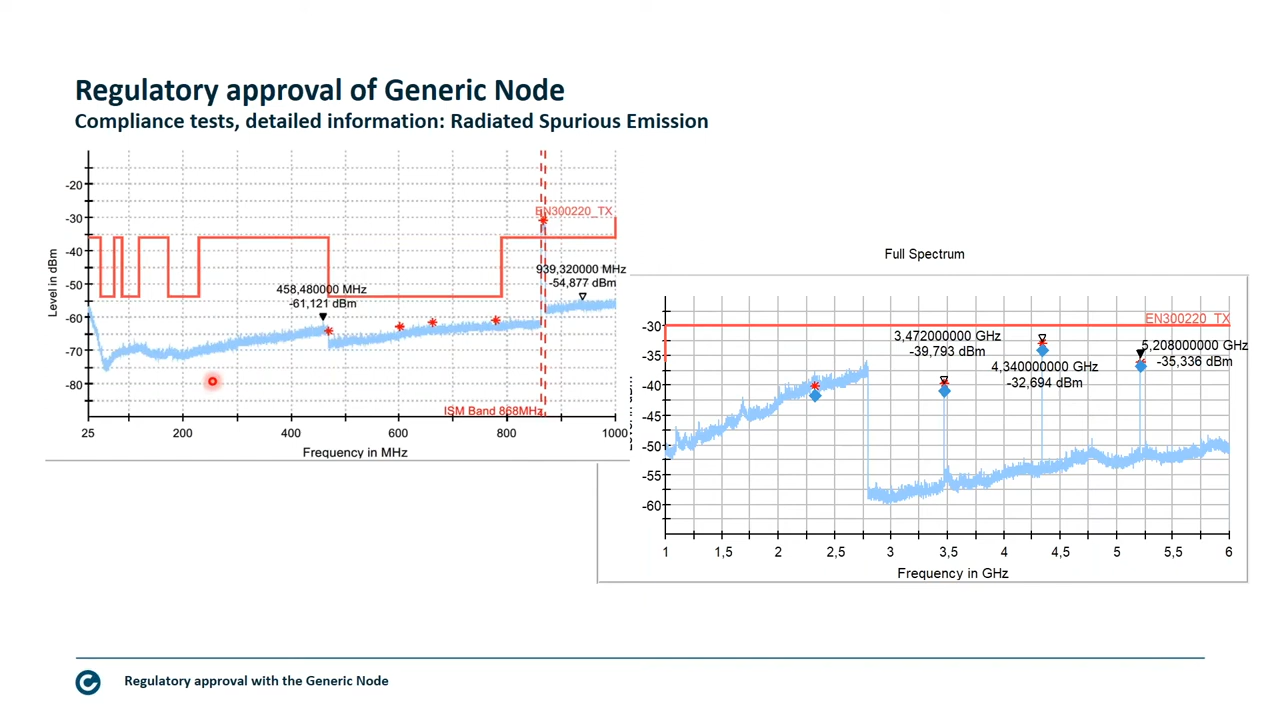 Regulatory approval of Generic Node
Compliance tests, detailed information: Radiated Spurious Emission
-20
-30
-40
-50
-60
-70
-80
Level in dBm
EN300220_TX
939,320000 MHz
-54,877 dBm
458,480000 MHz
-61,121 dBm
ISM Band 868MHz
25
200
400
600
800
1000
Frequency in MHz
Full Spectrum
EN300220_TX
-30
-35
-40
-45
-50
-55
-60
3,472000000 GHz
-39,793 dBm
4,340000000 GHz
-32,694 dBm
5,208000000 GHz
-35,336 dBm
1
1,5
2
2,5
3
3,5
4
4,5
5
5,5
6
Frequency in GHz
Regulatory approval with the Generic Node